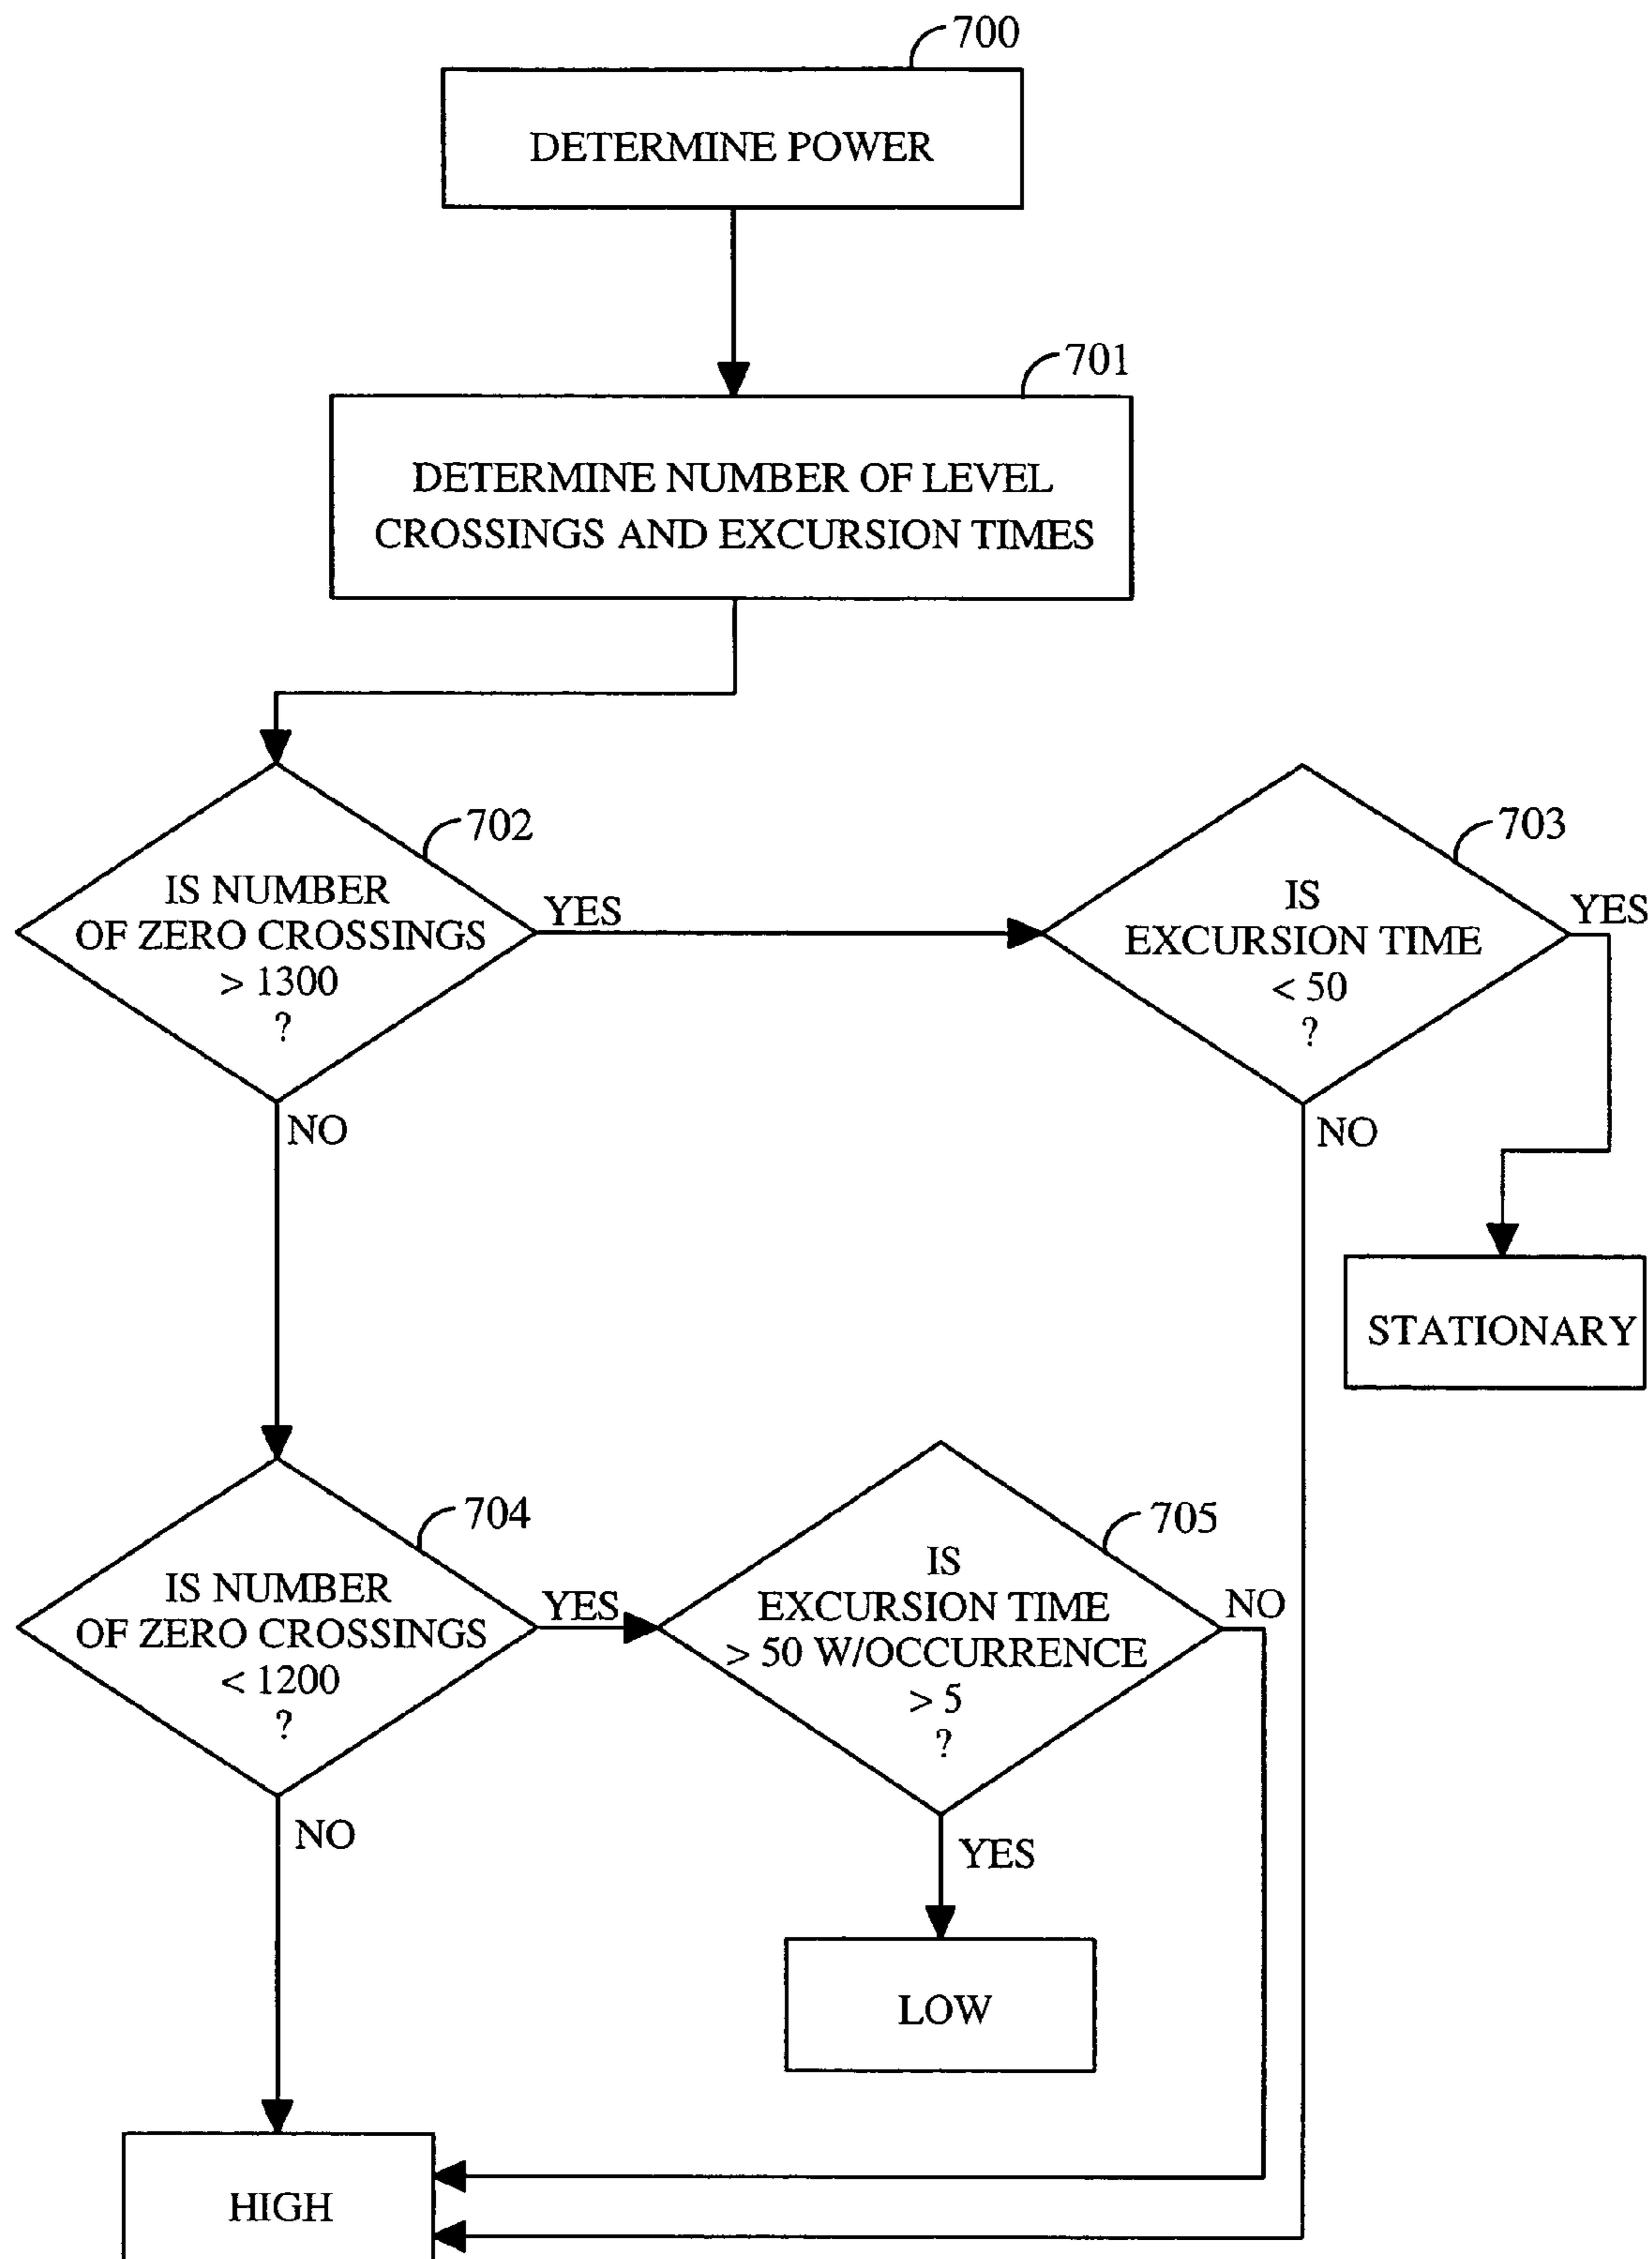 700
DETERMINE POWER
701
DETERMINE NUMBER OF LEVEL
CROSSINGS AND EXCURSION TIMES
702
IS NUMBER
OF ZERO CROSSINGS
> 1300
?
YES
NO
703
IS
EXCURSION TIME
< 50
?
YES
NO
STATIONARY
704
IS NUMBER
OF ZERO CROSSINGS
< 1200
?
YES
NO
705
IS
EXCURSION TIME
> 50 W/OCCURRENCE
> 5
?
NO
YES
LOW
HIGH